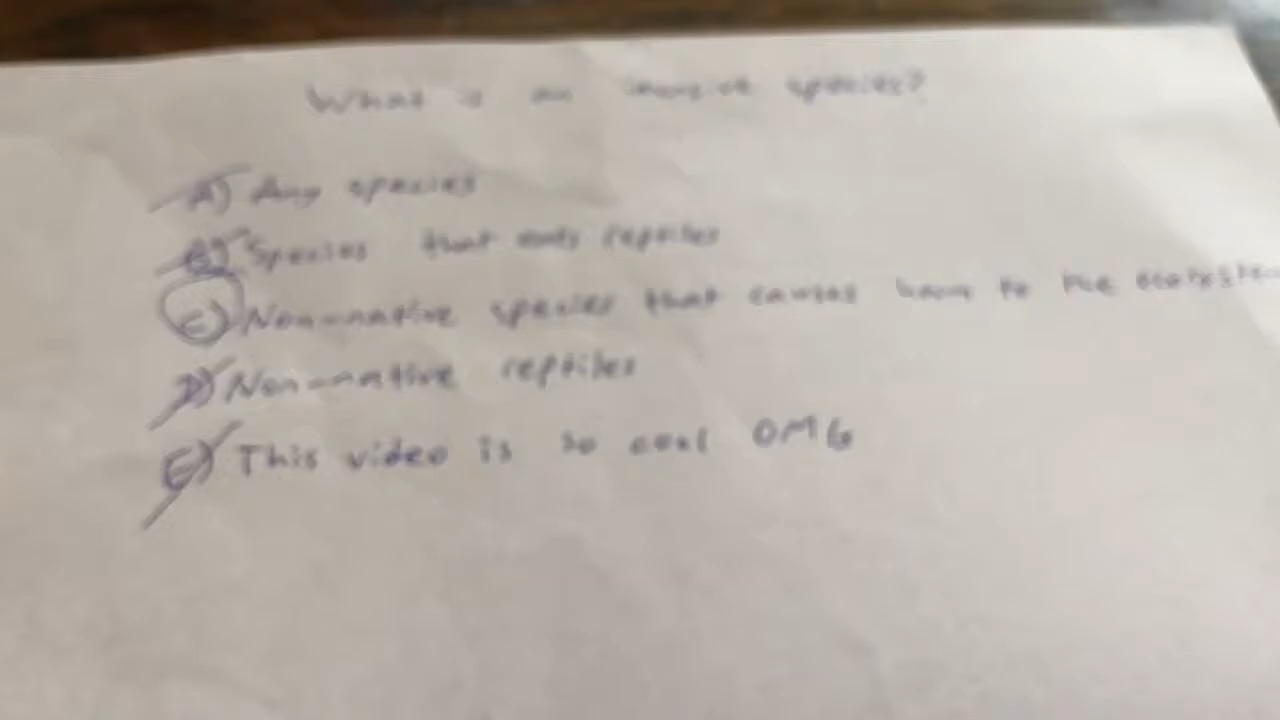 What is an invasive species?
A) Any species
B) Species that eats reptiles
C) Non-native species that causes harm to the
D) Non-native reptiles
E) This video is so cool OMG